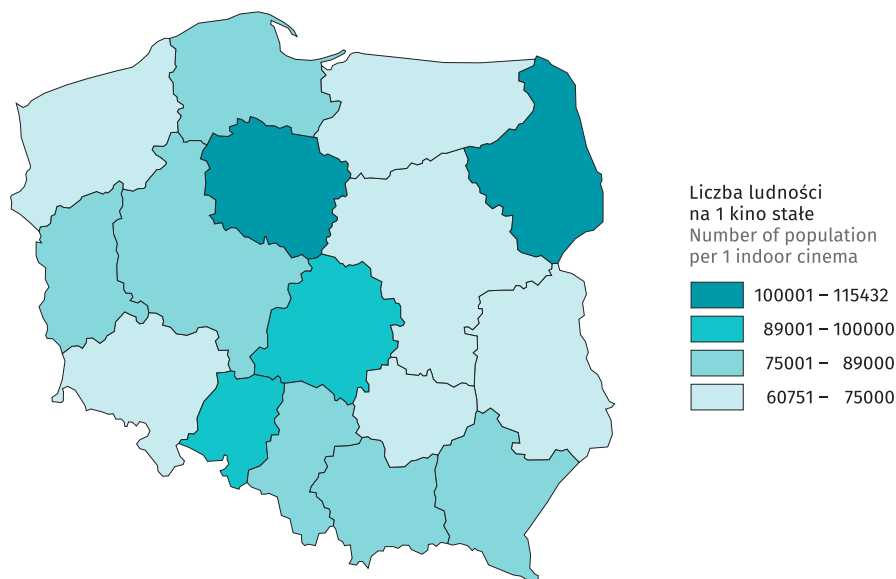 Liczba ludności
na 1 kino stałe
Number of population
per 1 indoor cinema
100001 – 115432
89001 – 100000
75001 – 89000
60751 – 75000